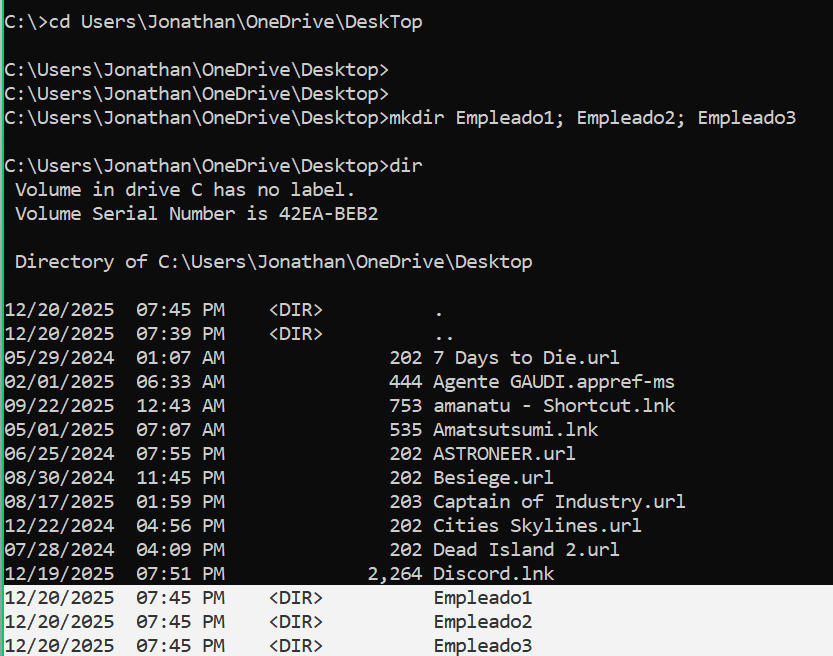 C:\>cd Users\Jonathan\OneDrive\DeskTop
C:\Users\Jonathan\OneDrive\Desktop>
C:\Users\Jonathan\OneDrive\Desktop>
C:\Users\Jonathan\OneDrive\Desktop>mkdir Empleado1; Empleado2; Empleado3
C:\Users\Jonathan\OneDrive\Desktop>dir
 Volume in drive C has no label.
 Volume Serial Number is 42EA-BEB2
 Directory of C:\Users\Jonathan\OneDrive\Desktop
12/20/2025  07:45 PM    <DIR>          .
12/20/2025  07:39 PM    <DIR>          ..
05/29/2024  01:07 AM               202 7 Days to Die.url
02/01/2025  06:33 AM               444 Agente GAUDI.appref-ms
09/22/2025  12:43 AM               753 amanatu - Shortcut.lnk
05/01/2025  07:07 AM               535 Amatsutsumi.lnk
06/25/2024  07:55 PM               202 ASTRONEER.url
08/30/2024  11:45 PM               202 Besiege.url
08/17/2025  01:59 PM               203 Captain of Industry.url
12/22/2024  04:56 PM               202 Cities Skylines.url
07/28/2024  04:09 PM               202 Dead Island 2.url
12/19/2025  07:51 PM             2,264 Discord.lnk
12/20/2025  07:45 PM    <DIR>          Empleado1
12/20/2025  07:45 PM    <DIR>          Empleado2
12/20/2025  07:45 PM    <DIR>          Empleado3